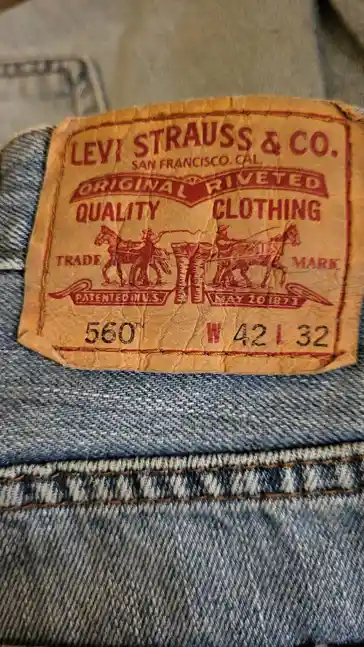 LEVI STRAUSS & CO.
SAN FRANCISCO. CAL.
ORIGINAL RIVETED
QUALITY CLOTHING
TRADE MARK
PATENTED IN U.S. MAY 20 1873
560™ W 42 L 32